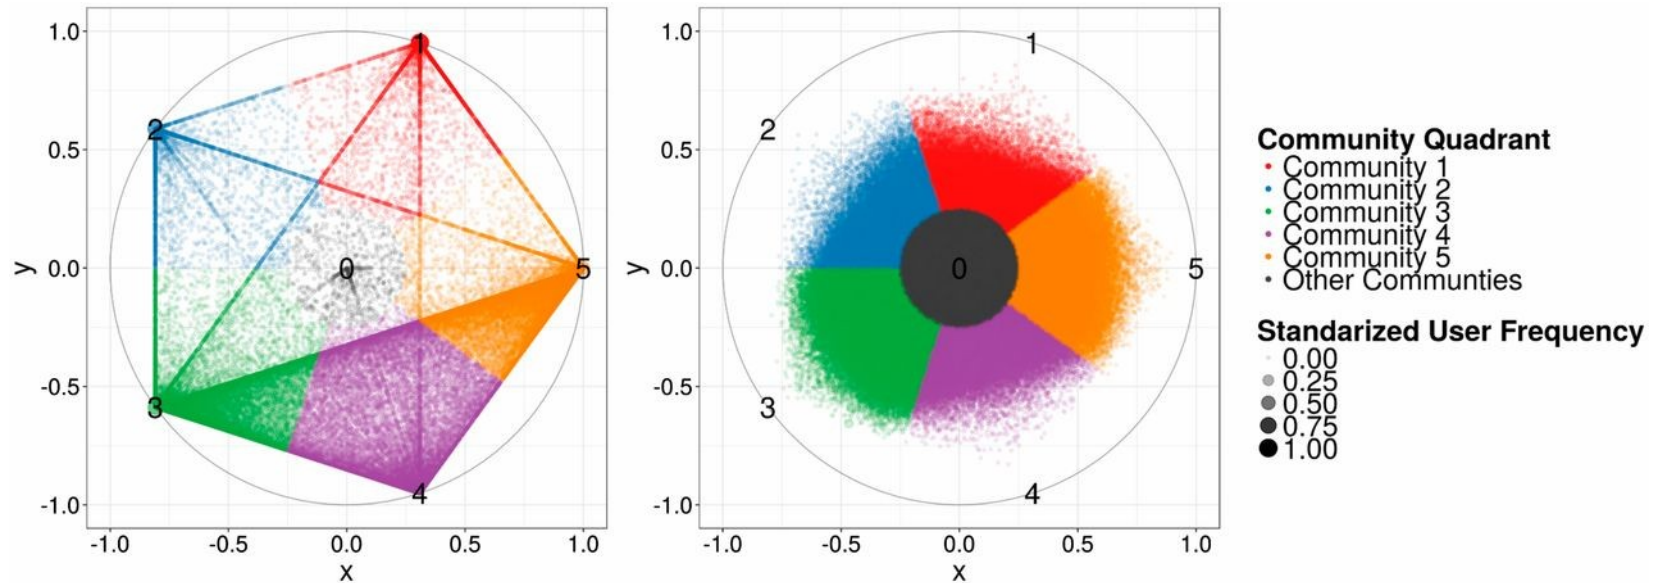 1.0
0.5
0.0
-0.5
-1.0
y
-1.0 -0.5 0.0 0.5 1.0
x
1
2
0
5
3
4
1.0
0.5
0.0
-0.5
-1.0
y
-1.0 -0.5 0.0 0.5 1.0
x
1
2
0
5
3
4
Community Quadrant
Community 1
Community 2
Community 3
Community 4
Community 5
Other Communties
Standarized User Frequency
0.00
0.25
0.50
0.75
1.00